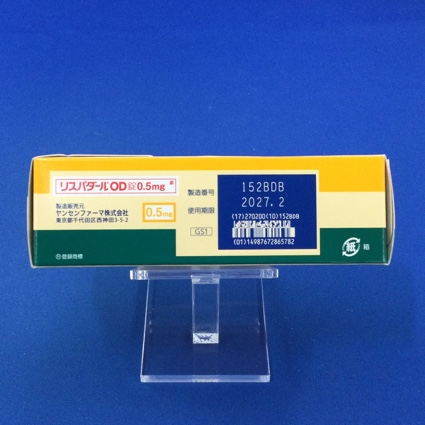 リスパダールOD錠0.5mg
製造販売元
ヤンセンファーマ株式会社
東京都千代田区西神田3-5-2
0.5mg
製造番号
152BDB
使用期限
2027.2
GS1
(17)270200(10)152BDB
(01)14987672865782
紙
箱
®登録商標